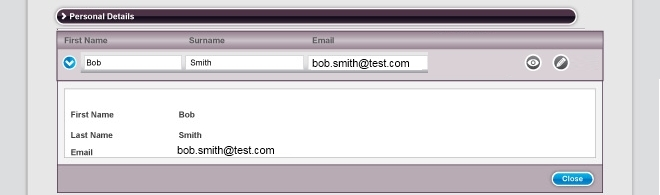 Personal Details
First Name Surname Email
Bob Smith bob.smith@test.com
First Name Bob
Last Name Smith
Email bob.smith@test.com
Close